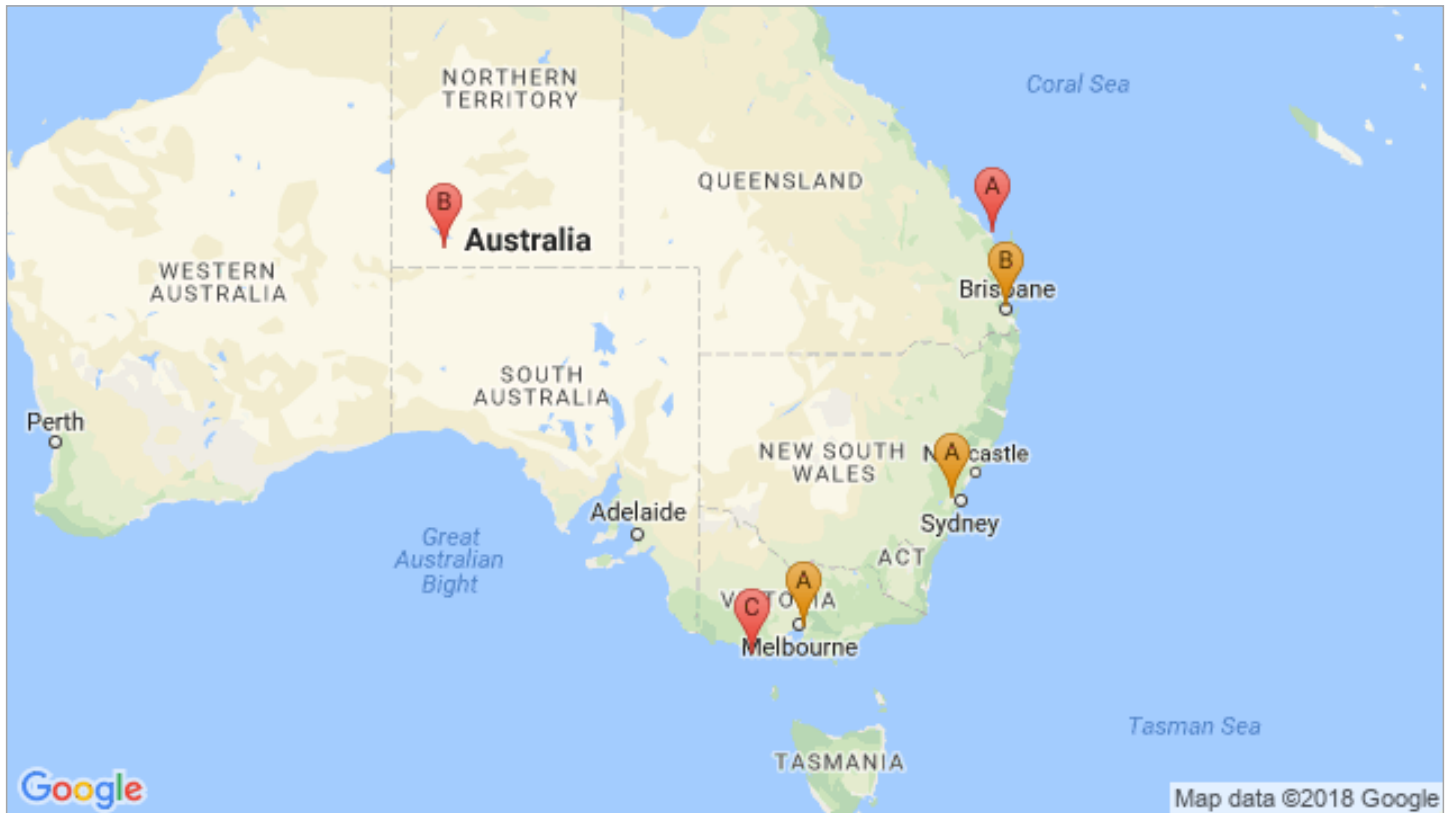 NORTHERN
TERRITORY
Coral Sea
QUEENSLAND
A
B
Australia
B
WESTERN
AUSTRALIA
Brisbane
SOUTH
AUSTRALIA
Perth
NEW SOUTH
WALES
A
Newcastle
Adelaide
Sydney
Great
Australian
Bight
ACT
A
VICTORIA
C
Melbourne
Tasman Sea
TASMANIA
Google
Map data ©2018 Google